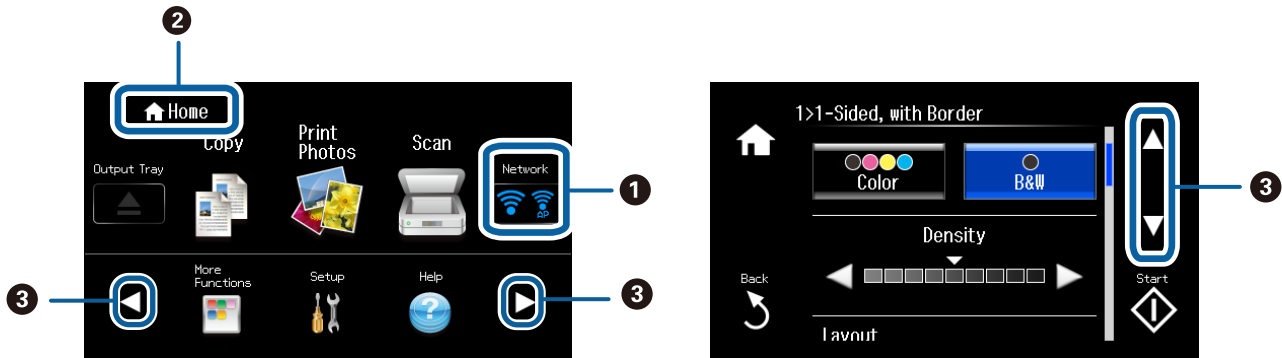 2
Home
Copy
Print
Photos
Scan
Output Tray
Network
AP
1
More
Functions
Setup
Help
3
3
1>1-Sided, with Border
Color
B&W
3
Density
Back
Start
Layout